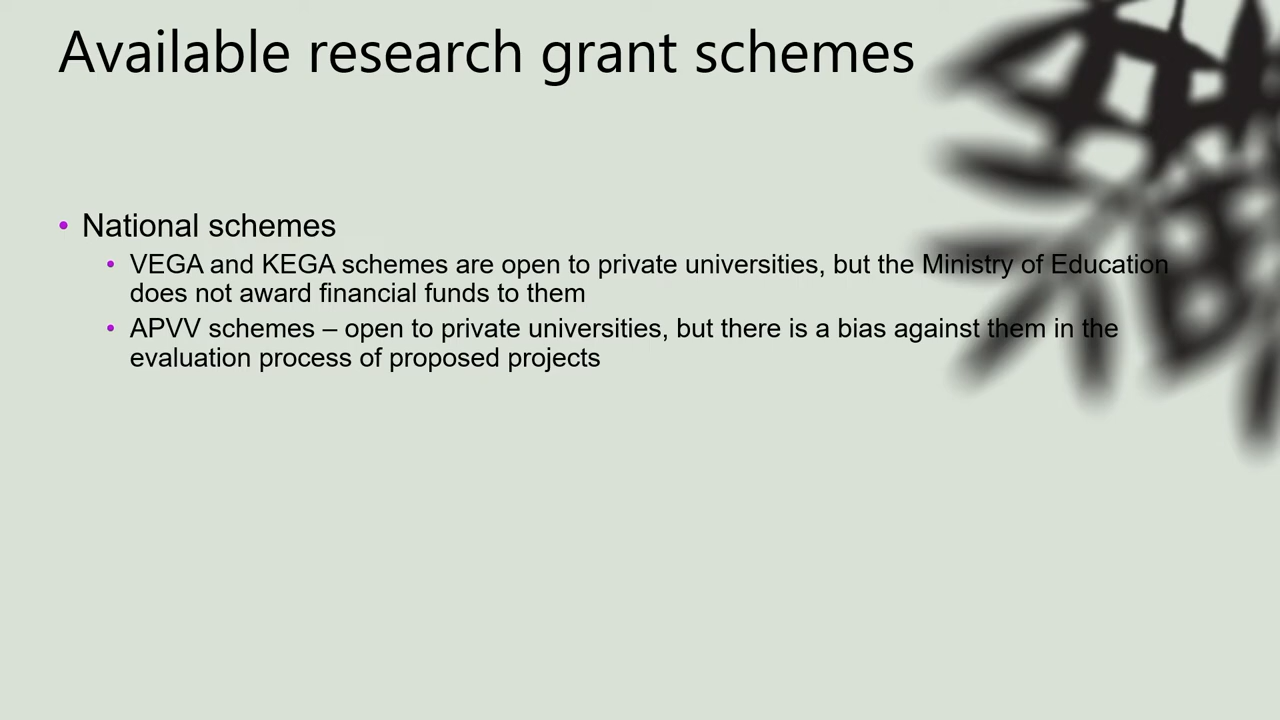 Available research grant schemes
• National schemes
• VEGA and KEGA schemes are open to private universities, but the Ministry of Education
does not award financial funds to them
• APVV schemes – open to private universities, but there is a bias against them in the
evaluation process of proposed projects